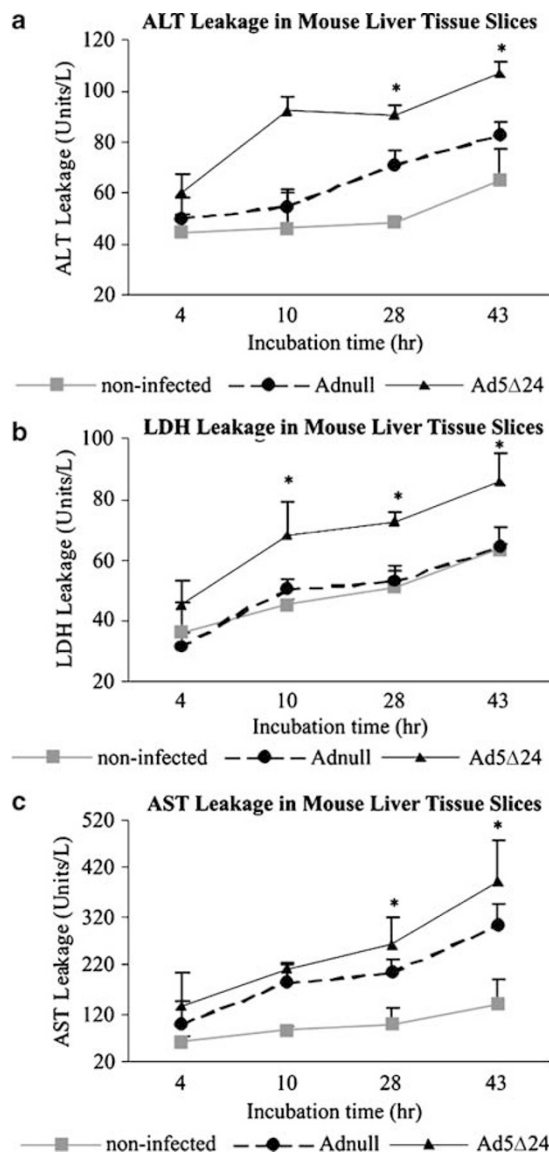 a
ALT Leakage in Mouse Liver Tissue Slices
ALT Leakage (Units/L)
120
100
80
60
40
20
* *
4 10 28 43
Incubation time (hr)
non-infected Adnull Ad5Δ24
b
LDH Leakage in Mouse Liver Tissue Slices
LDH Leakage (Units/L)
100
80
60
40
20
* * *
4 10 28 43
Incubation time (hr)
non-infected Adnull Ad5Δ24
c
AST Leakage in Mouse Liver Tissue Slices
AST Leakage (Units/L)
520
420
320
220
120
20
* *
4 10 28 43
Incubation time (hr)
non-infected Adnull Ad5Δ24